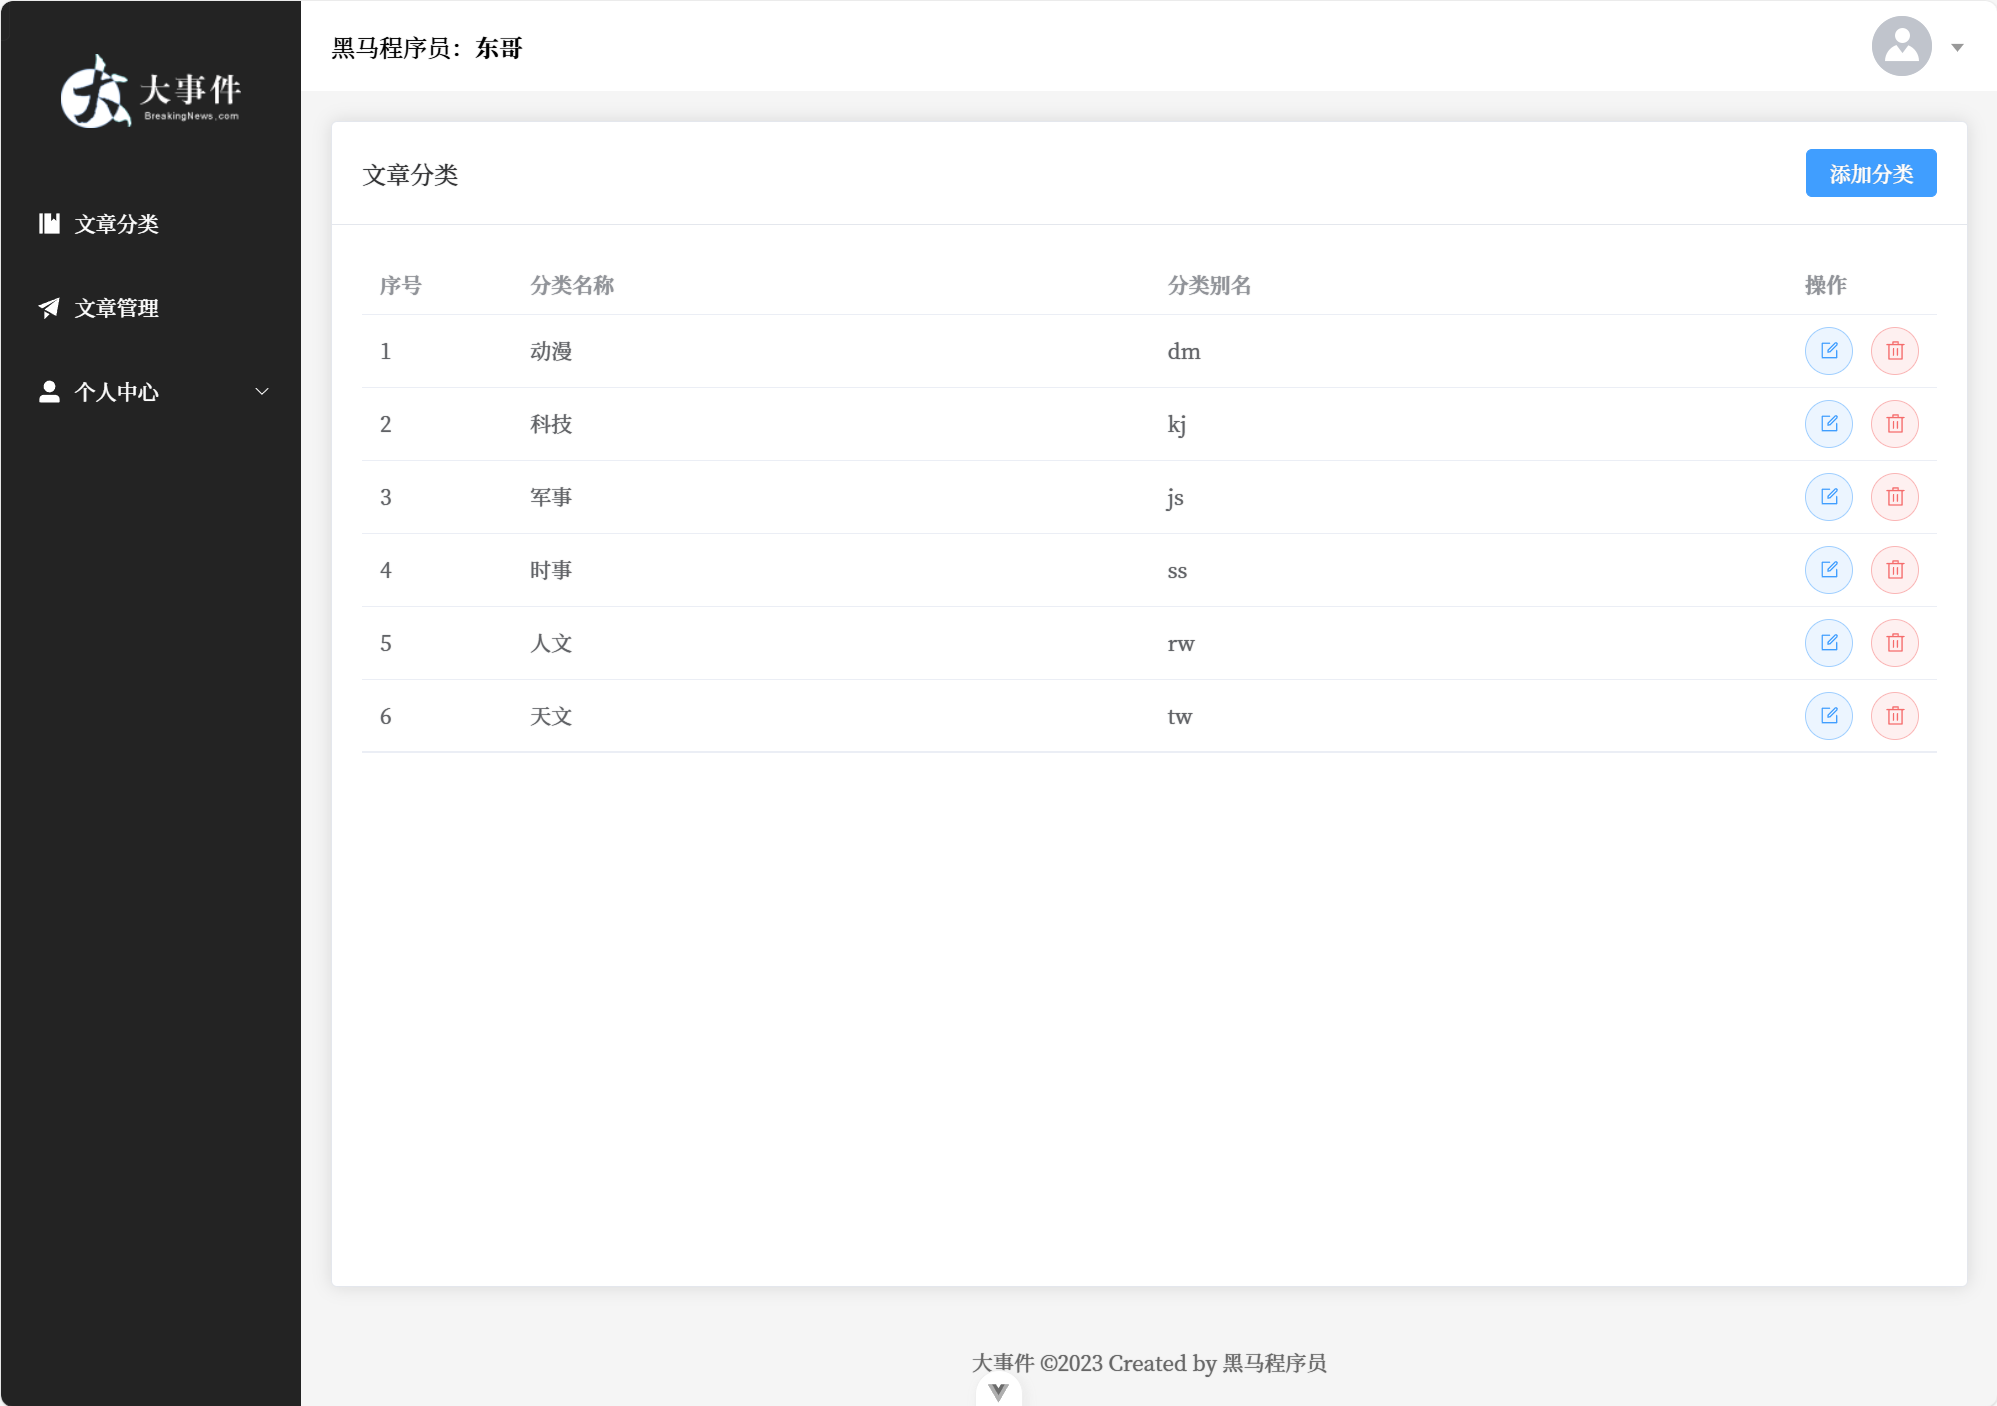 大事件
BreakingNews.com
文章分类
文章管理
个人中心
黑马程序员：东哥
文章分类
添加分类
序号 分类名称 分类别名 操作
1 动漫 dm
2 科技 kj
3 军事 js
4 时事 ss
5 人文 rw
6 天文 tw
大事件 ©2023 Created by 黑马程序员